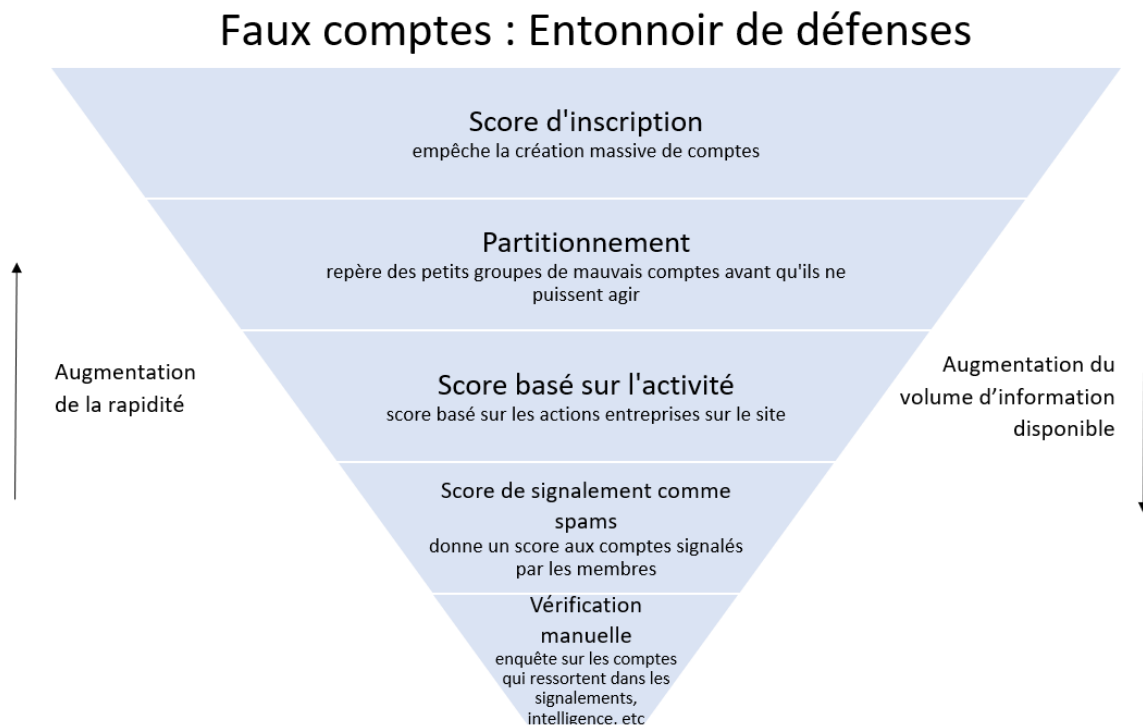 Faux comptes : Entonnoir de défenses
Score d'inscription
empêche la création massive de comptes
Partitionnement
repère des petits groupes de mauvais comptes avant qu'ils ne
puissent agir
Augmentation
de la rapidité
Score basé sur l'activité
score basé sur les actions entreprises sur le site
Augmentation du
volume d’information
disponible
Score de signalement comme
spams
donne un score aux comptes signalés
par les membres
Vérification
manuelle
enquête sur les comptes
qui ressortent dans les
signalements,
intelligence, etc